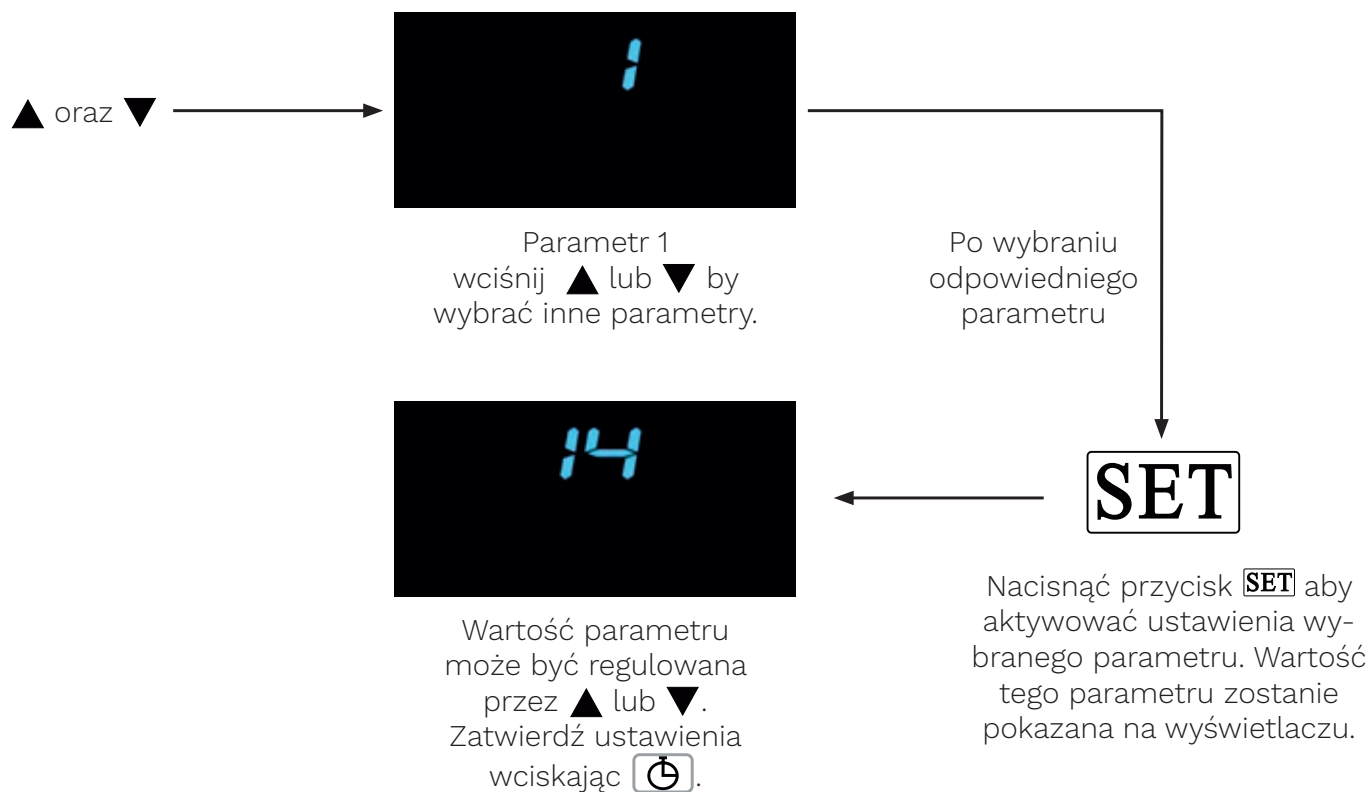 1
▲ oraz ▼
Parametr 1
wciśnij ▲ lub ▼ by
wybrać inne parametry.
Po wybraniu
odpowiedniego
parametru
SET
Nacisnąć przycisk SET aby
aktywować ustawienia wy-
branego parametru. Wartość
tego parametru zostanie
pokazana na wyświetlaczu.
14
Wartość parametru
może być regulowana
przez ▲ lub ▼.
Zatwierdź ustawienia
wciskając .